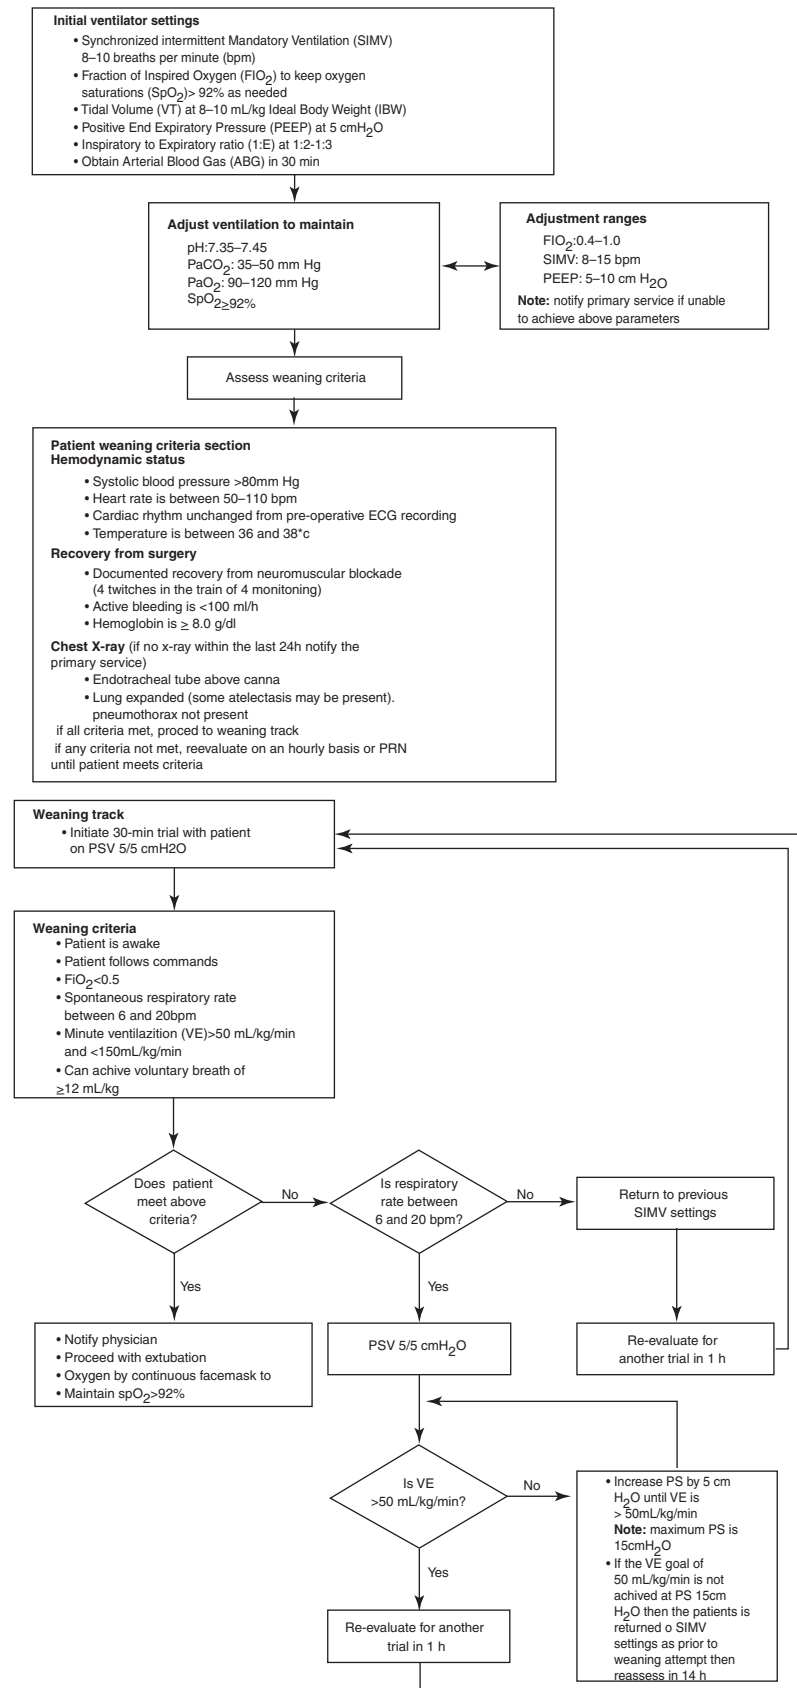 Initial ventilator settings
• Synchronized intermittent Mandatory Ventilation (SIMV)
8–10 breaths per minute (bpm)
• Fraction of Inspired Oxygen (FIO2) to keep oxygen
saturations (SpO2)> 92% as needed
• Tidal Volume (VT) at 8–10 mL/kg Ideal Body Weight (IBW)
• Positive End Expiratory Pressure (PEEP) at 5 cmH2O
• Inspiratory to Expiratory ratio (1:E) at 1:2-1:3
• Obtain Arterial Blood Gas (ABG) in 30 min
Adjust ventilation to maintain
pH:7.35–7.45
PaCO2: 35–50 mm Hg
PaO2: 90–120 mm Hg
SpO2≥92%
Adjustment ranges
FIO2:0.4–1.0
SIMV: 8–15 bpm
PEEP: 5–10 cm H2O
Note: notify primary service if unable
to achieve above parameters
Assess weaning criteria
Patient weaning criteria section
Hemodynamic status
• Systolic blood pressure >80mm Hg
• Heart rate is between 50–110 bpm
• Cardiac rhythm unchanged from pre-operative ECG recording
• Temperature is between 36 and 38*c
Recovery from surgery
• Documented recovery from neuromuscular blockade
(4 twitches in the train of 4 monitoning)
• Active bleeding is <100 ml/h
• Hemoglobin is ≥ 8.0 g/dl
Chest X-ray (if no x-ray within the last 24h notify the
primary service)
• Endotracheal tube above canna
• Lung expanded (some atelectasis may be present).
pneumothorax not present
if all criteria met, proced to weaning track
if any criteria not met, reevaluate on an hourly basis or PRN
until patient meets criteria
Weaning track
• Initiate 30-min trial with patient
on PSV 5/5 cmH2O
Weaning criteria
• Patient is awake
• Patient follows commands
• FiO2<0.5
• Spontaneous respiratory rate
between 6 and 20bpm
• Minute ventilazition (VE)>50 mL/kg/min
and <150mL/kg/min
• Can achive voluntary breath of
≥12 mL/kg
Does patient
meet above
criteria?
No
Is respiratory
rate between
6 and 20 bpm?
No
Return to previous
SIMV settings
Yes
Yes
• Notify physician
• Proceed with extubation
• Oxygen by continuous facemask to
• Maintain spO2>92%
PSV 5/5 cmH2O
Re-evaluate for
another trial in 1 h
Is VE
>50 mL/kg/min?
No
• Increase PS by 5 cm
H2O until VE is
> 50mL/kg/min
Note: maximum PS is
15cmH2O
• If the VE goal of
50 mL/kg/min is not
achived at PS 15cm
H2O then the patients is
returned o SIMV
settings as prior to
weaning attempt then
reassess in 14 h
Yes
Re-evaluate for another
trial in 1 h